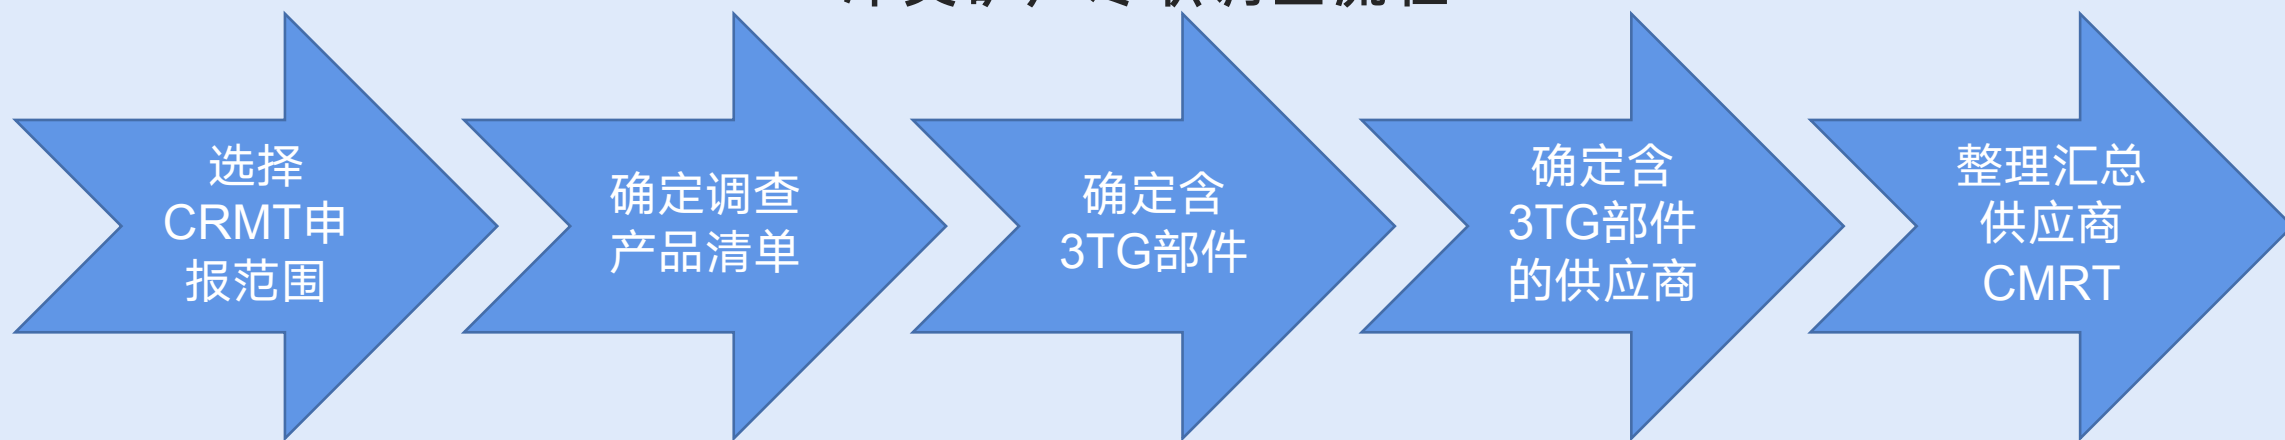 选择
CRMT申
报范围
确定调查
产品清单
确定含
3TG部件
确定含
3TG部件
的供应商
整理汇总
供应商
CMRT